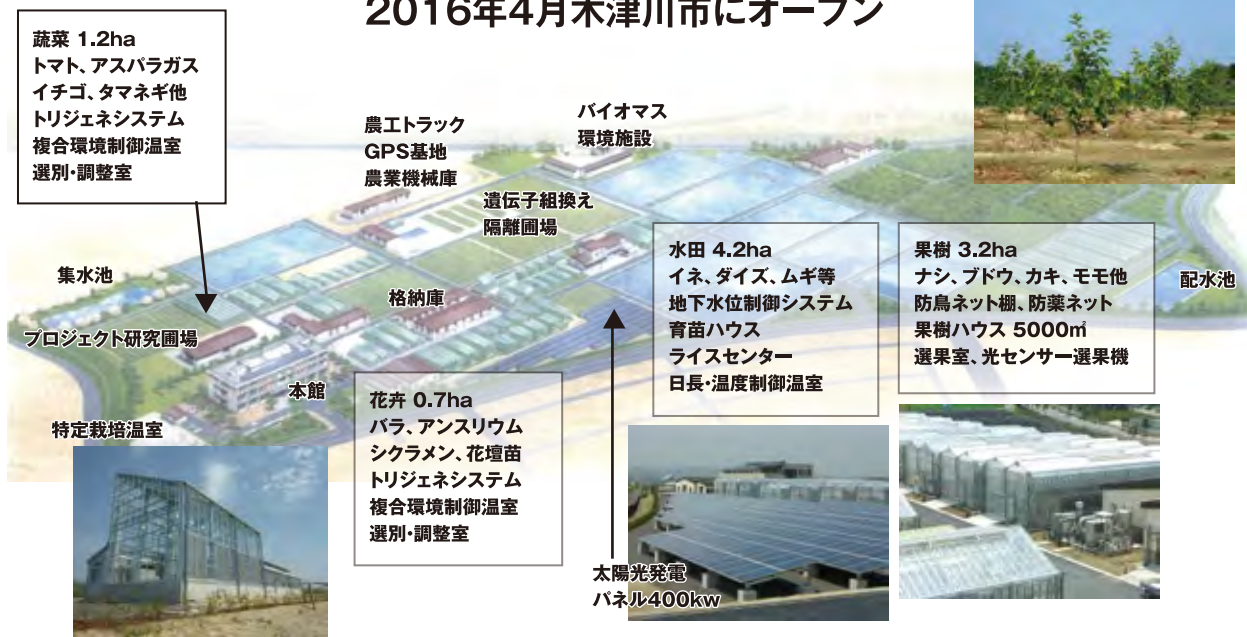 2016年4月木津川市にオープン
蔬菜 1.2ha
トマト、アスパラガス
イチゴ、タマネギ他
トリジェネシステム
複合環境制御温室
選別・調整室
農工トラック
GPS基地
農業機械庫
バイオマス
環境施設
遺伝子組換え
隔離圃場
水田 4.2ha
イネ、ダイズ、ムギ等
地下水位制御システム
育苗ハウス
ライスセンター
日長・温度制御温室
果樹 3.2ha
ナシ、ブドウ、カキ、モモ他
防鳥ネット棚、防薬ネット
果樹ハウス 5000㎡
選果室、光センサー選果機
配水池
集水池
格納庫
プロジェクト研究圃場
本館
特定栽培温室
花卉 0.7ha
バラ、アンスリウム
シクラメン、花壇苗
トリジェネシステム
複合環境制御温室
選別・調整室
太陽光発電
パネル400kw